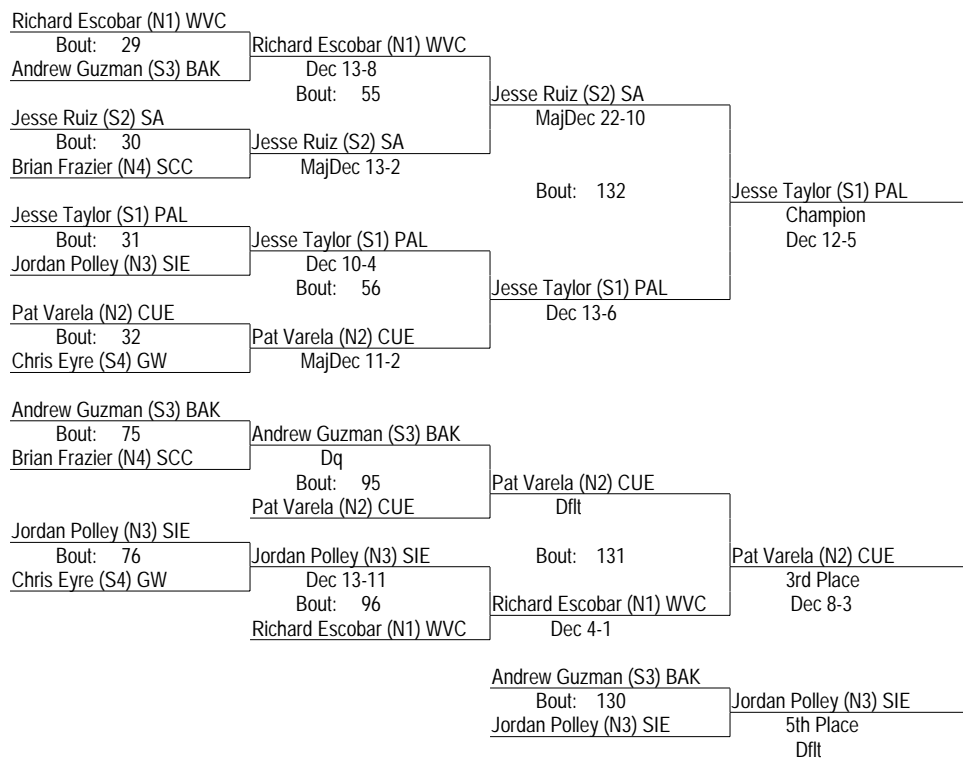 Richard Escobar (N1) WVC
Bout: 29
Richard Escobar (N1) WVC
Andrew Guzman (S3) BAK
Dec 13-8
Bout: 55
Jesse Ruiz (S2) SA
Jesse Ruiz (S2) SA
MajDec 22-10
Bout: 30
Jesse Ruiz (S2) SA
Brian Frazier (N4) SCC
MajDec 13-2
Bout: 132
Jesse Taylor (S1) PAL
Jesse Taylor (S1) PAL
Champion
Bout: 31
Jesse Taylor (S1) PAL
Dec 12-5
Jordan Polley (N3) SIE
Dec 10-4
Bout: 56
Jesse Taylor (S1) PAL
Pat Varela (N2) CUE
Dec 13-6
Bout: 32
Pat Varela (N2) CUE
Chris Eyre (S4) GW
MajDec 11-2
Andrew Guzman (S3) BAK
Bout: 75
Andrew Guzman (S3) BAK
Brian Frazier (N4) SCC
Dq
Bout: 95
Pat Varela (N2) CUE
Pat Varela (N2) CUE
Dflt
Jordan Polley (N3) SIE
Bout: 76
Jordan Polley (N3) SIE
Bout: 131
Pat Varela (N2) CUE
Chris Eyre (S4) GW
Dec 13-11
3rd Place
Bout: 96
Richard Escobar (N1) WVC
Dec 8-3
Richard Escobar (N1) WVC
Dec 4-1
Andrew Guzman (S3) BAK
Bout: 130
Jordan Polley (N3) SIE
Jordan Polley (N3) SIE
5th Place
Dflt